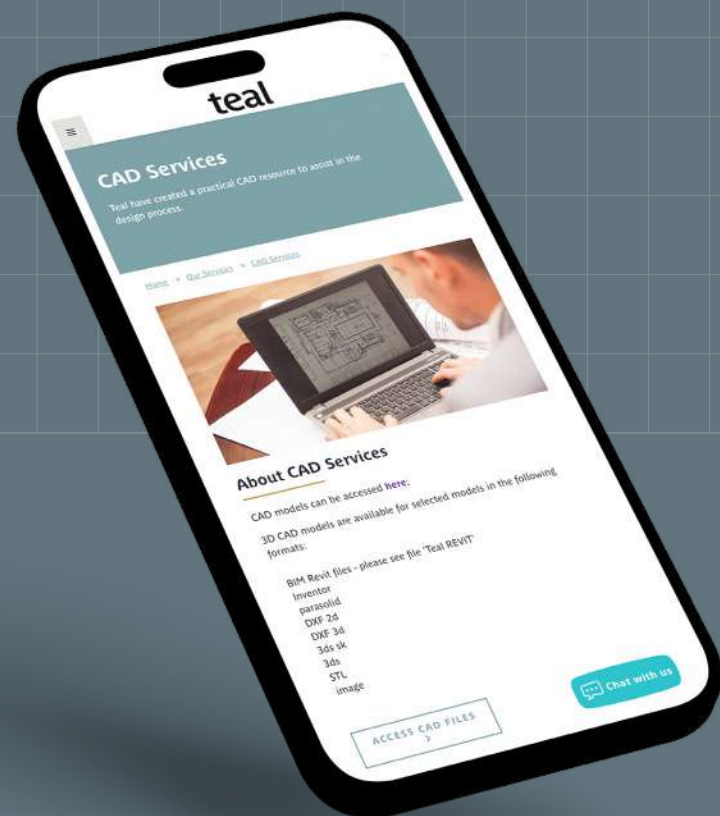 teal
CAD Services
Teal have created a practical CAD resource to assist in the
design process.
Home > Our Services > CAD Services
About CAD Services
CAD models can be accessed here.
3D CAD models are available for selected models in the following
formats:
BIM Revit files - please see file 'Teal REVIT'
Inventor
parasolid
DXF 2d
DXF 3d
3ds sk
3ds
STL
image
Chat with us
ACCESS CAD FILES
>